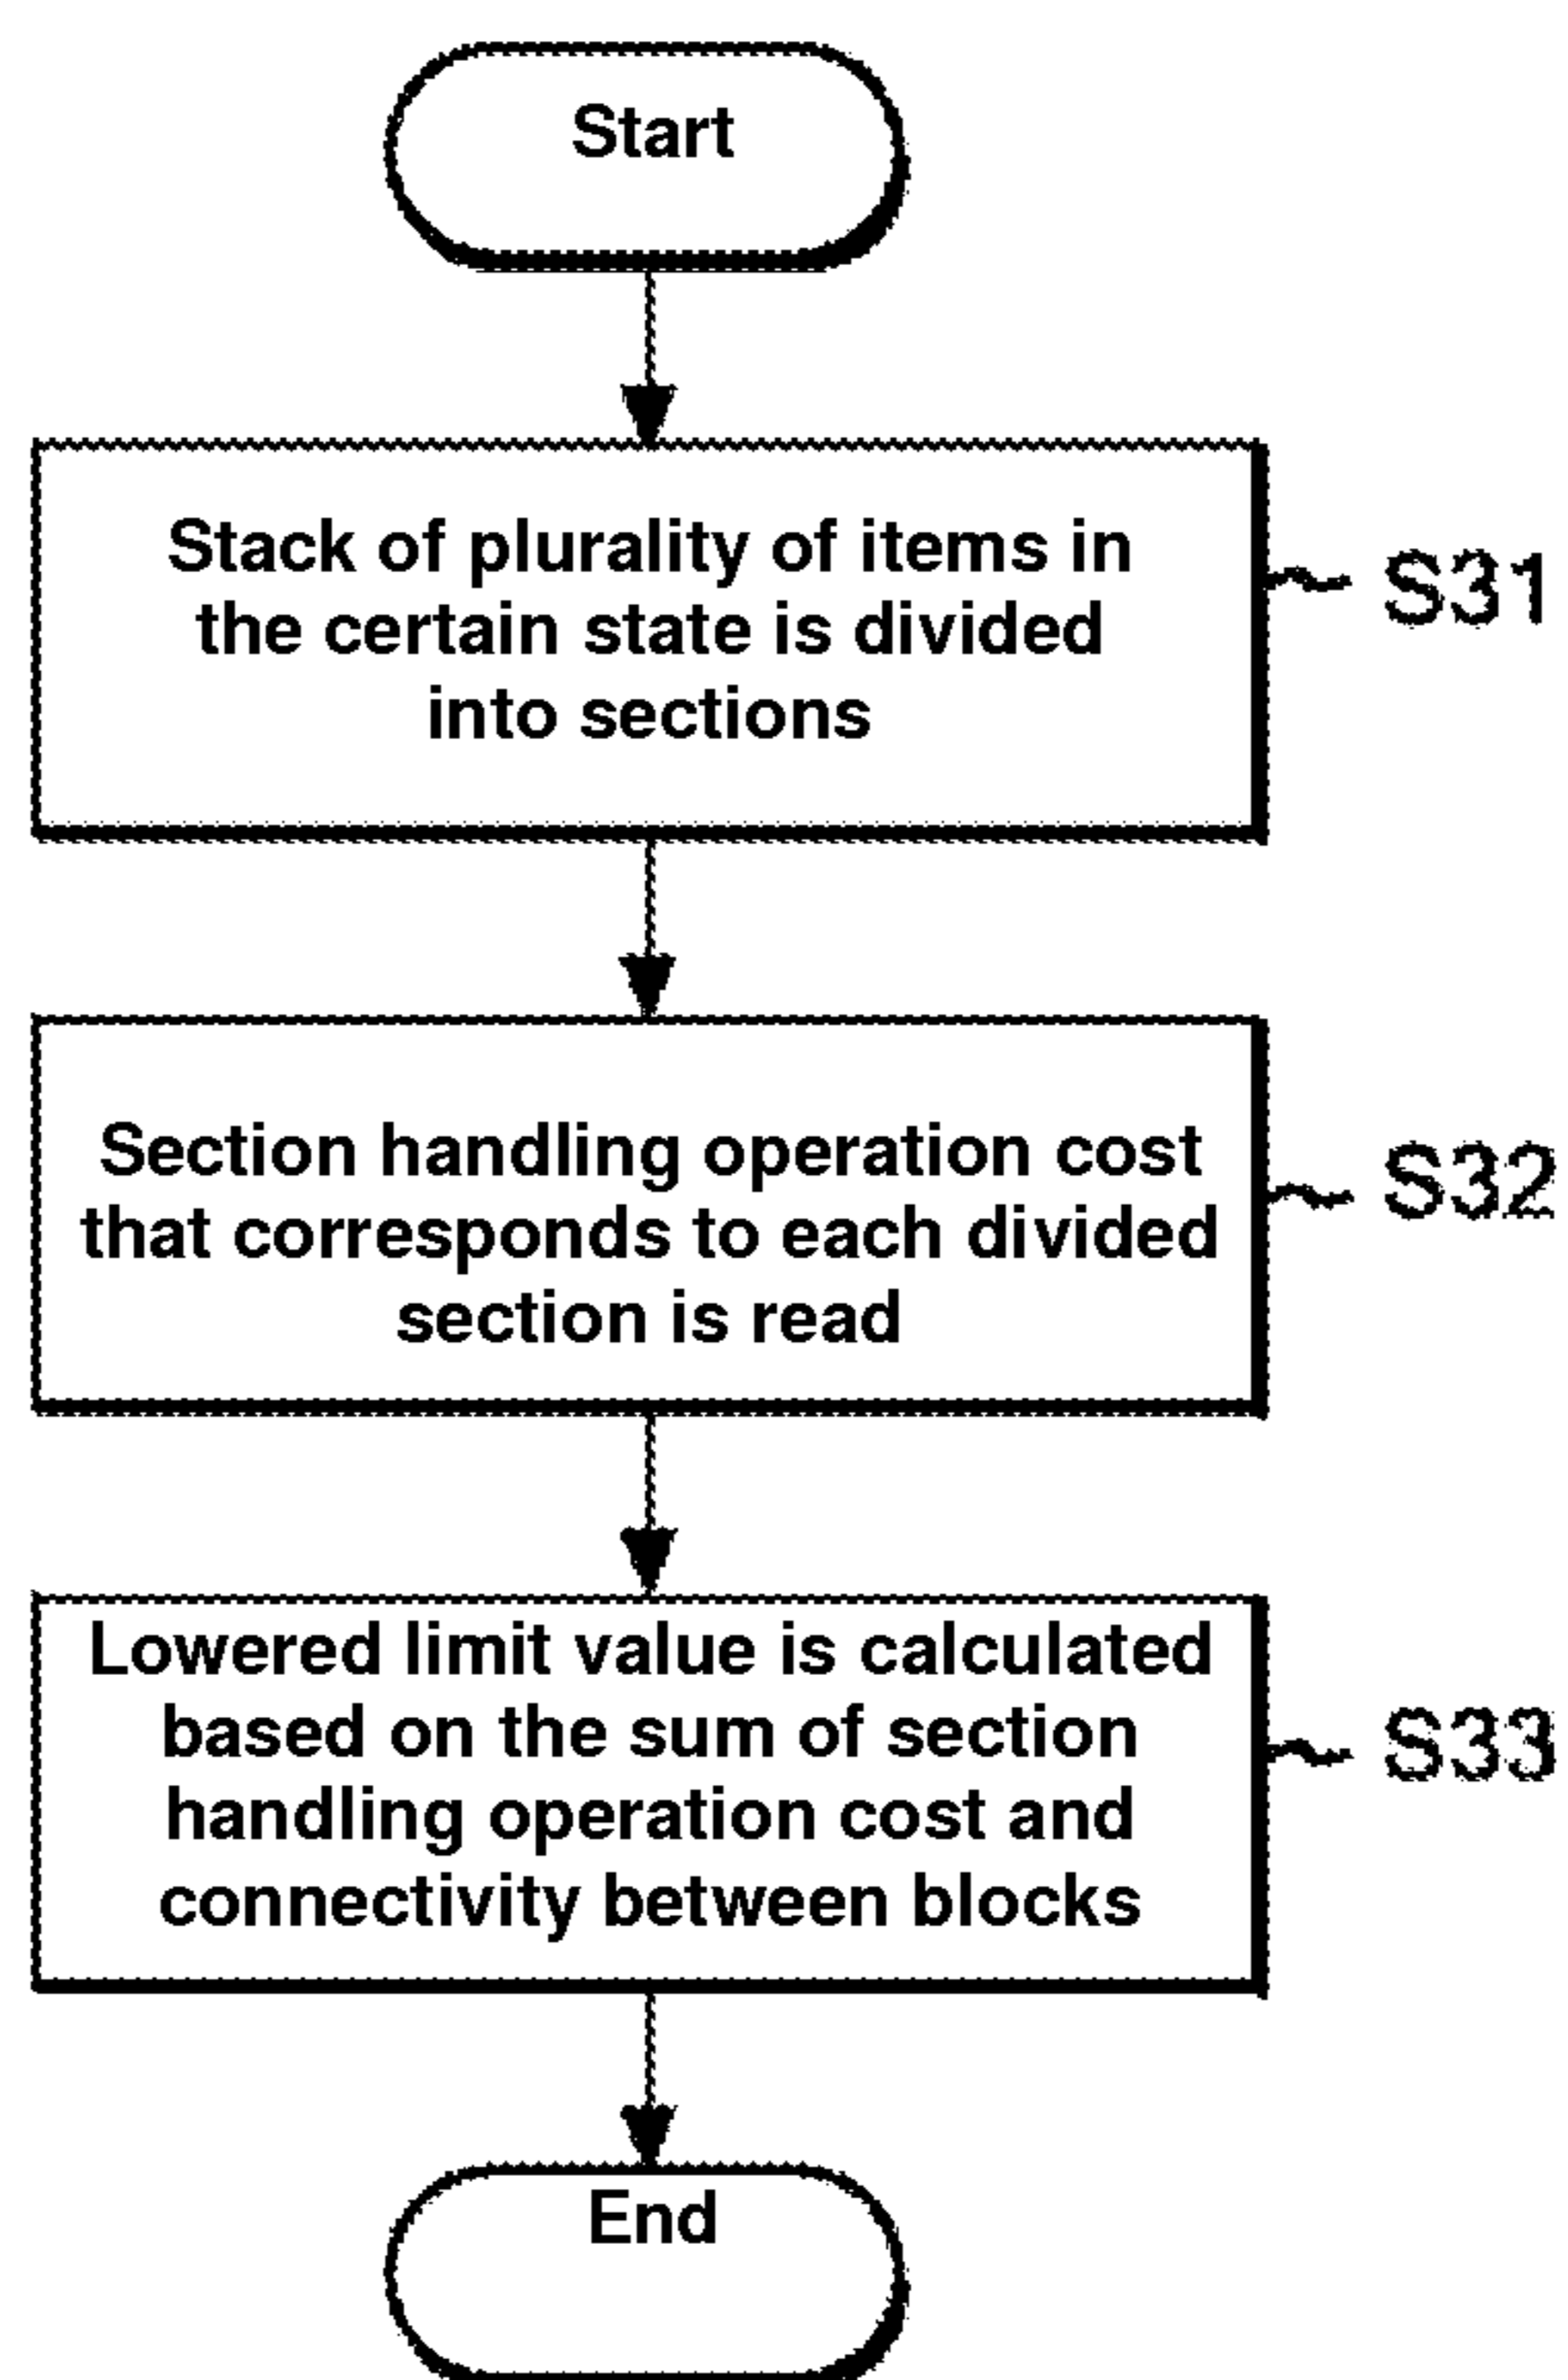 Start
Stack of plurality of items in
the certain state is divided
into sections
S31
Section handling operation cost
that corresponds to each divided
section is read
S32
Lowered limit value is calculated
based on the sum of section
handling operation cost and
connectivity between blocks
S33
End